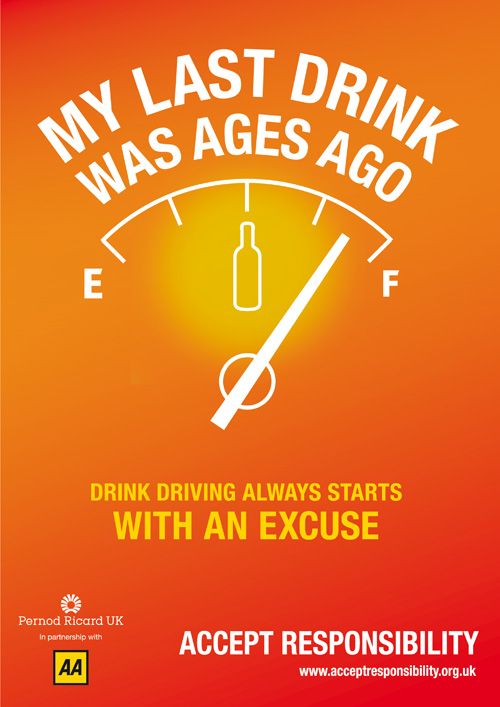 MY LAST DRINK
WAS AGES AGO
E
F
DRINK DRIVING ALWAYS STARTS
WITH AN EXCUSE
Pernod Ricard UK
in partnership with
AA
ACCEPT RESPONSIBILITY
www.acceptresponsibility.org.uk